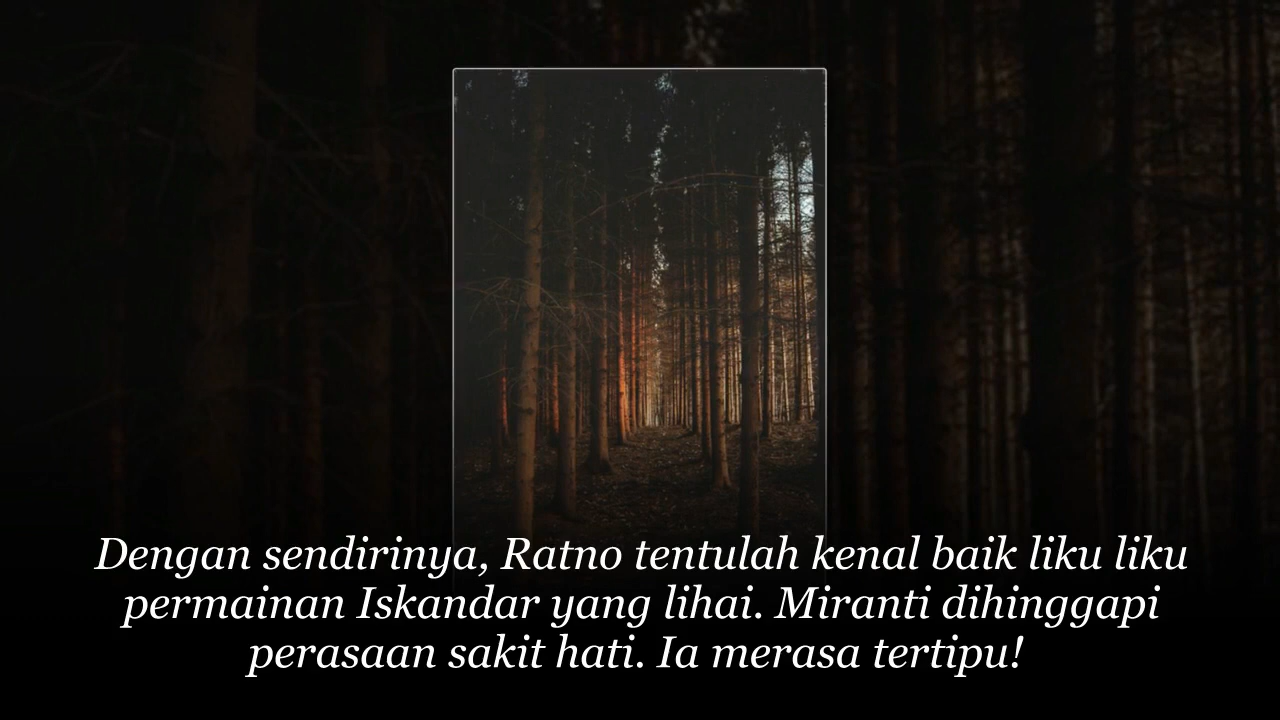 Dengan sendirinya, Ratno tentulah kenal baik liku liku
permainan Iskandar yang lihai. Miranti dihinggapi
perasaan sakit hati. Ia merasa tertipu!